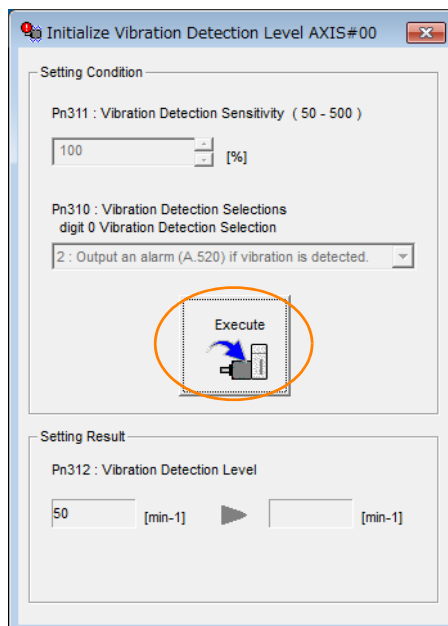 Initialize Vibration Detection Level AXIS#00
Setting Condition
Pn311 : Vibration Detection Sensitivity ( 50 - 500 )
100 [%]
Pn310 : Vibration Detection Selections
digit 0 Vibration Detection Selection
2 : Output an alarm (A.520) if vibration is detected.
Execute
Setting Result
Pn312 : Vibration Detection Level
50 [min-1] [min-1]